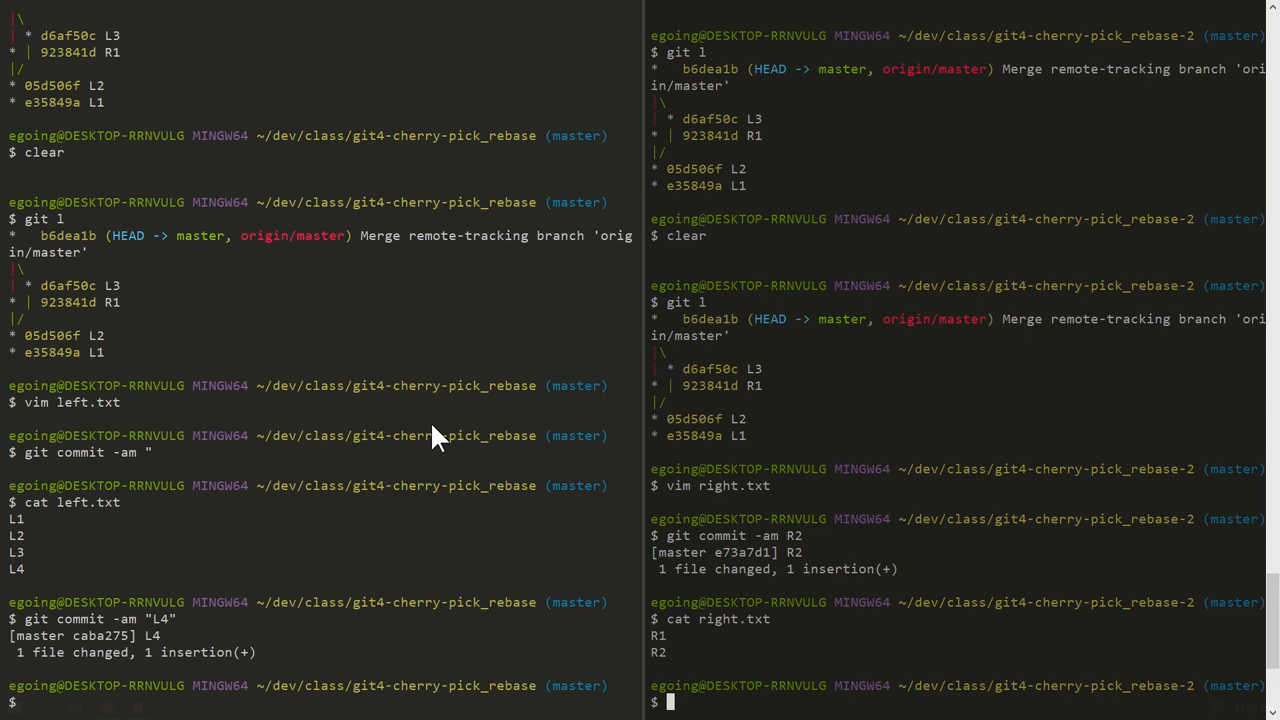 |\
| * d6af50c L3
* | 923841d R1
|/
* 05d506f L2
* e35849a L1
egoing@DESKTOP-RRNVULG MINGW64 ~/dev/class/git4-cherry-pick_rebase (master)
$ clear
egoing@DESKTOP-RRNVULG MINGW64 ~/dev/class/git4-cherry-pick_rebase (master)
$ git l
*   b6dea1b (HEAD -> master, origin/master) Merge remote-tracking branch 'orig
in/master'
|\
| * d6af50c L3
* | 923841d R1
|/
* 05d506f L2
* e35849a L1
egoing@DESKTOP-RRNVULG MINGW64 ~/dev/class/git4-cherry-pick_rebase (master)
$ vim left.txt
egoing@DESKTOP-RRNVULG MINGW64 ~/dev/class/git4-cherry-pick_rebase (master)
$ git commit -am "
egoing@DESKTOP-RRNVULG MINGW64 ~/dev/class/git4-cherry-pick_rebase (master)
$ cat left.txt
L1
L2
L3
L4
egoing@DESKTOP-RRNVULG MINGW64 ~/dev/class/git4-cherry-pick_rebase (master)
$ git commit -am "L4"
[master caba275] L4
 1 file changed, 1 insertion(+)
egoing@DESKTOP-RRNVULG MINGW64 ~/dev/class/git4-cherry-pick_rebase (master)
$
egoing@DESKTOP-RRNVULG MINGW64 ~/dev/class/git4-cherry-pick_rebase-2 (master)
$ git l
*   b6dea1b (HEAD -> master, origin/master) Merge remote-tracking branch 'ori
in/master'
|\
| * d6af50c L3
* | 923841d R1
|/
* 05d506f L2
* e35849a L1
egoing@DESKTOP-RRNVULG MINGW64 ~/dev/class/git4-cherry-pick_rebase-2 (master)
$ clear
egoing@DESKTOP-RRNVULG MINGW64 ~/dev/class/git4-cherry-pick_rebase-2 (master)
$ git l
*   b6dea1b (HEAD -> master, origin/master) Merge remote-tracking branch 'ori
in/master'
|\
| * d6af50c L3
* | 923841d R1
|/
* 05d506f L2
* e35849a L1
egoing@DESKTOP-RRNVULG MINGW64 ~/dev/class/git4-cherry-pick_rebase-2 (master)
$ vim right.txt
egoing@DESKTOP-RRNVULG MINGW64 ~/dev/class/git4-cherry-pick_rebase-2 (master)
$ git commit -am R2
[master e73a7d1] R2
 1 file changed, 1 insertion(+)
egoing@DESKTOP-RRNVULG MINGW64 ~/dev/class/git4-cherry-pick_rebase-2 (master)
$ cat right.txt
R1
R2
egoing@DESKTOP-RRNVULG MINGW64 ~/dev/class/git4-cherry-pick_rebase-2 (master)
$